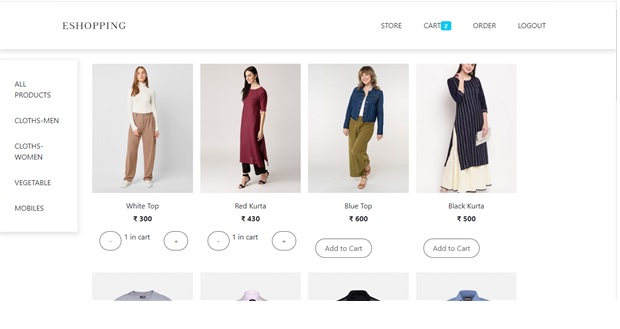 ESHOPPING
STORE
CART 2
ORDER
LOGOUT
ALL
PRODUCTS
CLOTHS-MEN
CLOTHS-
WOMEN
VEGETABLE
MOBILES
White Top
₹ 300
- 1 in cart +
Red Kurta
₹ 430
- 1 in cart +
Blue Top
₹ 600
Add to Cart
Black Kurta
₹ 500
Add to Cart